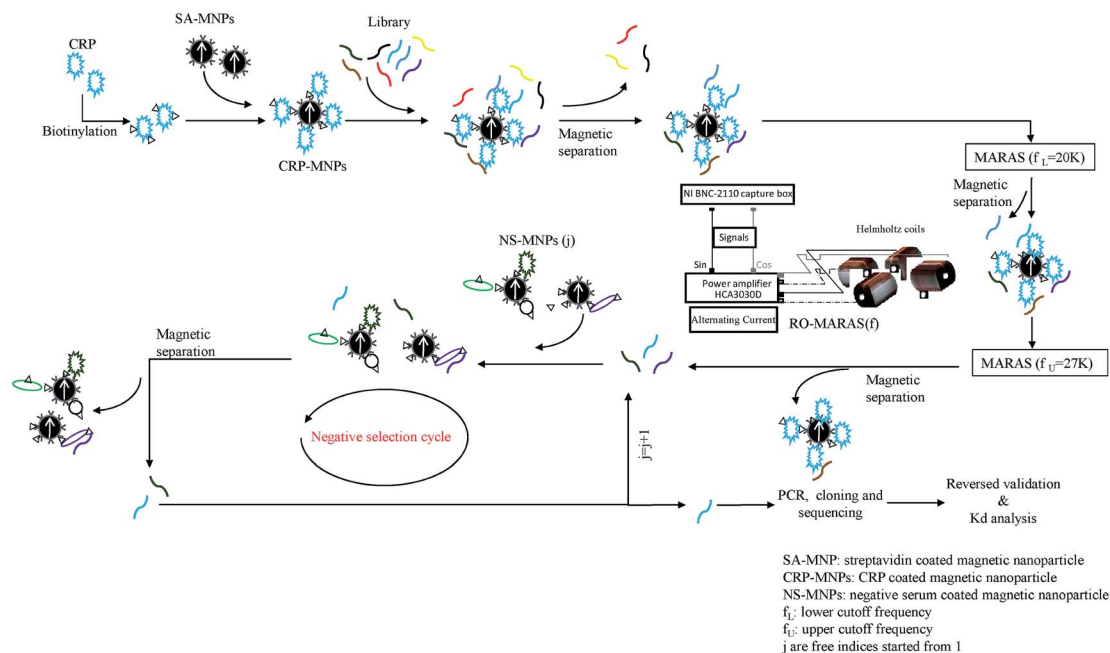 SA-MNPs
Library
CRP
Biotinylation
CRP-MNPs
Magnetic
separation
MARAS (f L=20K)
Magnetic
separation
NI BNC-2110 capture box
Signals
Sin
Cos
Power amplifier
HCA3030D
Alternating Current
Helmholtz coils
RO-MARAS(f)
NS-MNPs (j)
MARAS (f U=27K)
Magnetic
separation
Magnetic
separation
Negative selection cycle
j=j+1
PCR, cloning and
sequencing
Reversed validation
&
Kd analysis
SA-MNP: streptavidin coated magnetic nanoparticle
CRP-MNPs: CRP coated magnetic nanoparticle
NS-MNPs: negative serum coated magnetic nanoparticle
fL: lower cutoff frequency
fU: upper cutoff frequency
j are free indices started from 1